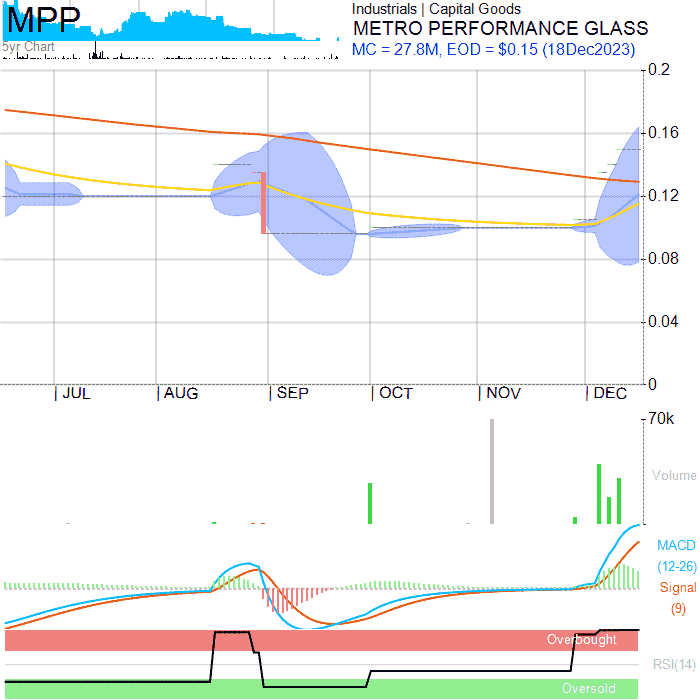 MPP
5yr Chart
Industrials | Capital Goods
METRO PERFORMANCE GLASS
MC = 27.8M, EOD = $0.15 (18Dec2023)
0.2
0.16
0.12
0.08
0.04
0
| JUL | AUG | SEP | OCT | NOV | DEC
70k
Volume
MACD
(12-26)
Signal
(9)
Overbought
RSI(14)
Oversold